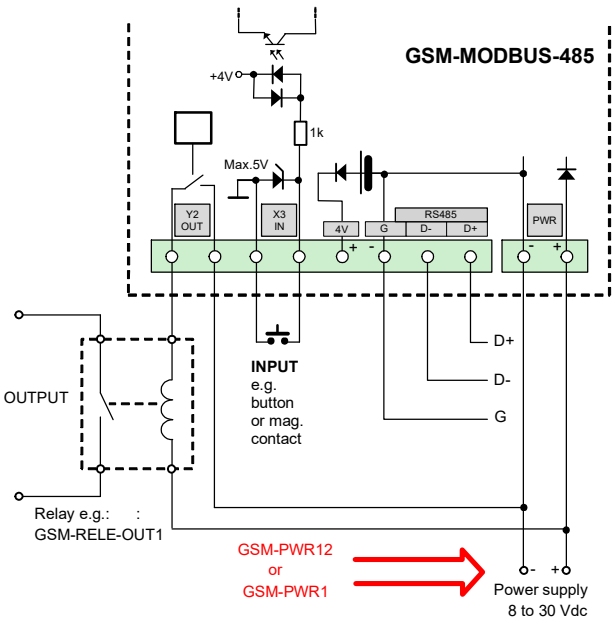 GSM-MODBUS-485
+4V
1k
Max.5V
Y2
OUT
X3
IN
4V
G
RS485
D-
D+
PWR
+
-
-
+
D+
D-
G
INPUT
e.g.
button
or mag.
contact
OUTPUT
Relay e.g.: :
GSM-RELE-OUT1
GSM-PWR12
or
GSM-PWR1
- +
Power supply
8 to 30 Vdc